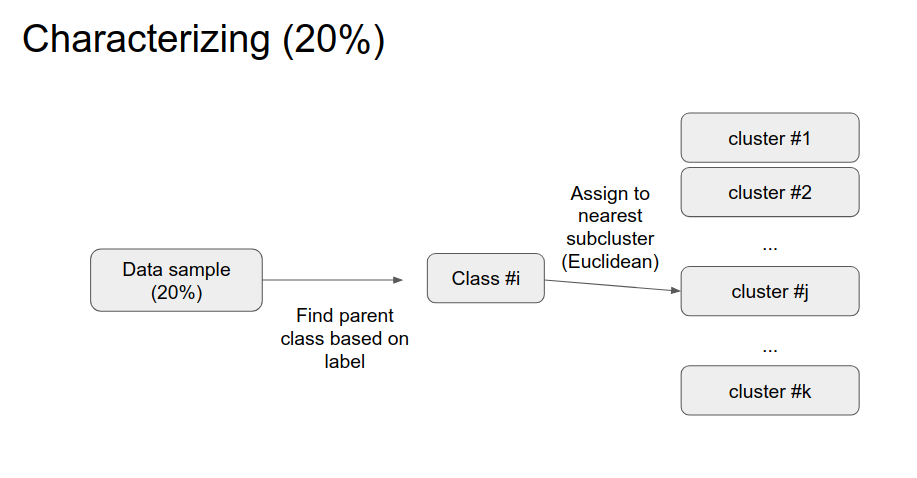 Characterizing (20%)
Data sample
(20%)
Find parent
class based on
label
Class #i
Assign to
nearest
subcluster
(Euclidean)
cluster #1
cluster #2
...
cluster #j
...
cluster #k